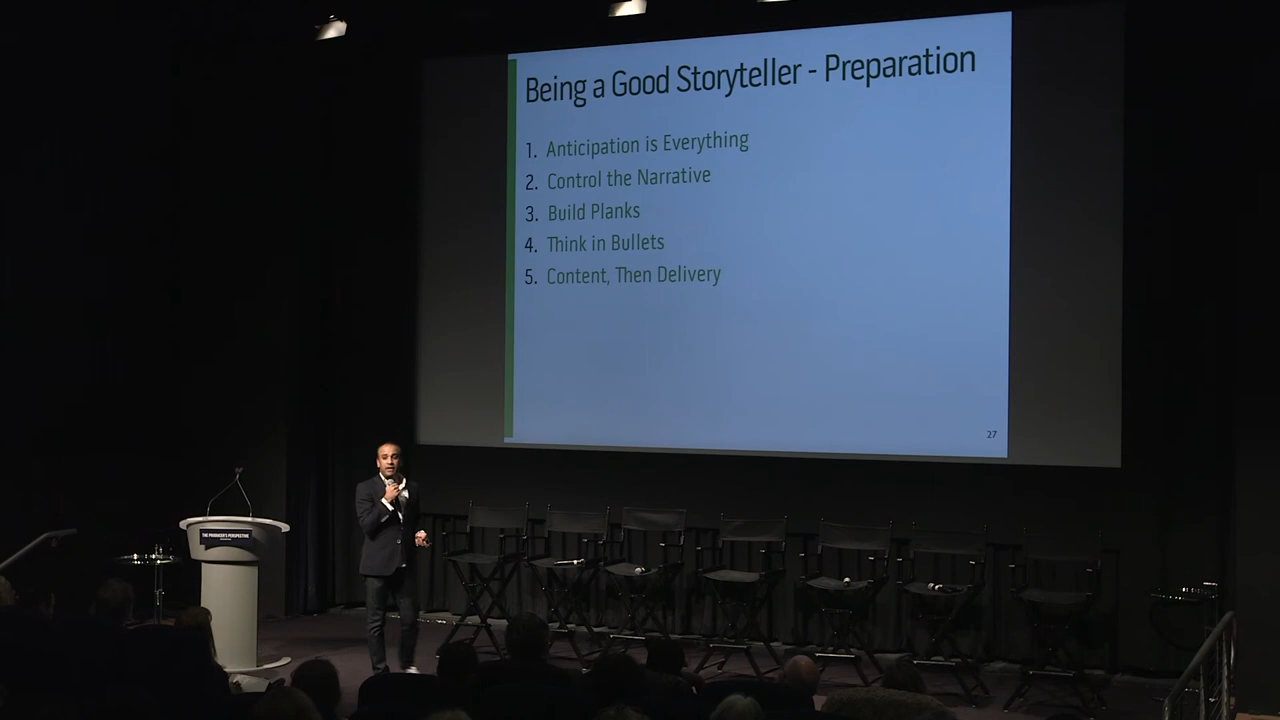 Being a Good Storyteller - Preparation
1. Anticipation is Everything
2. Control the Narrative
3. Build Planks
4. Think in Bullets
5. Content, Then Delivery
27
THE PRODUCER'S PERSPECTIVE